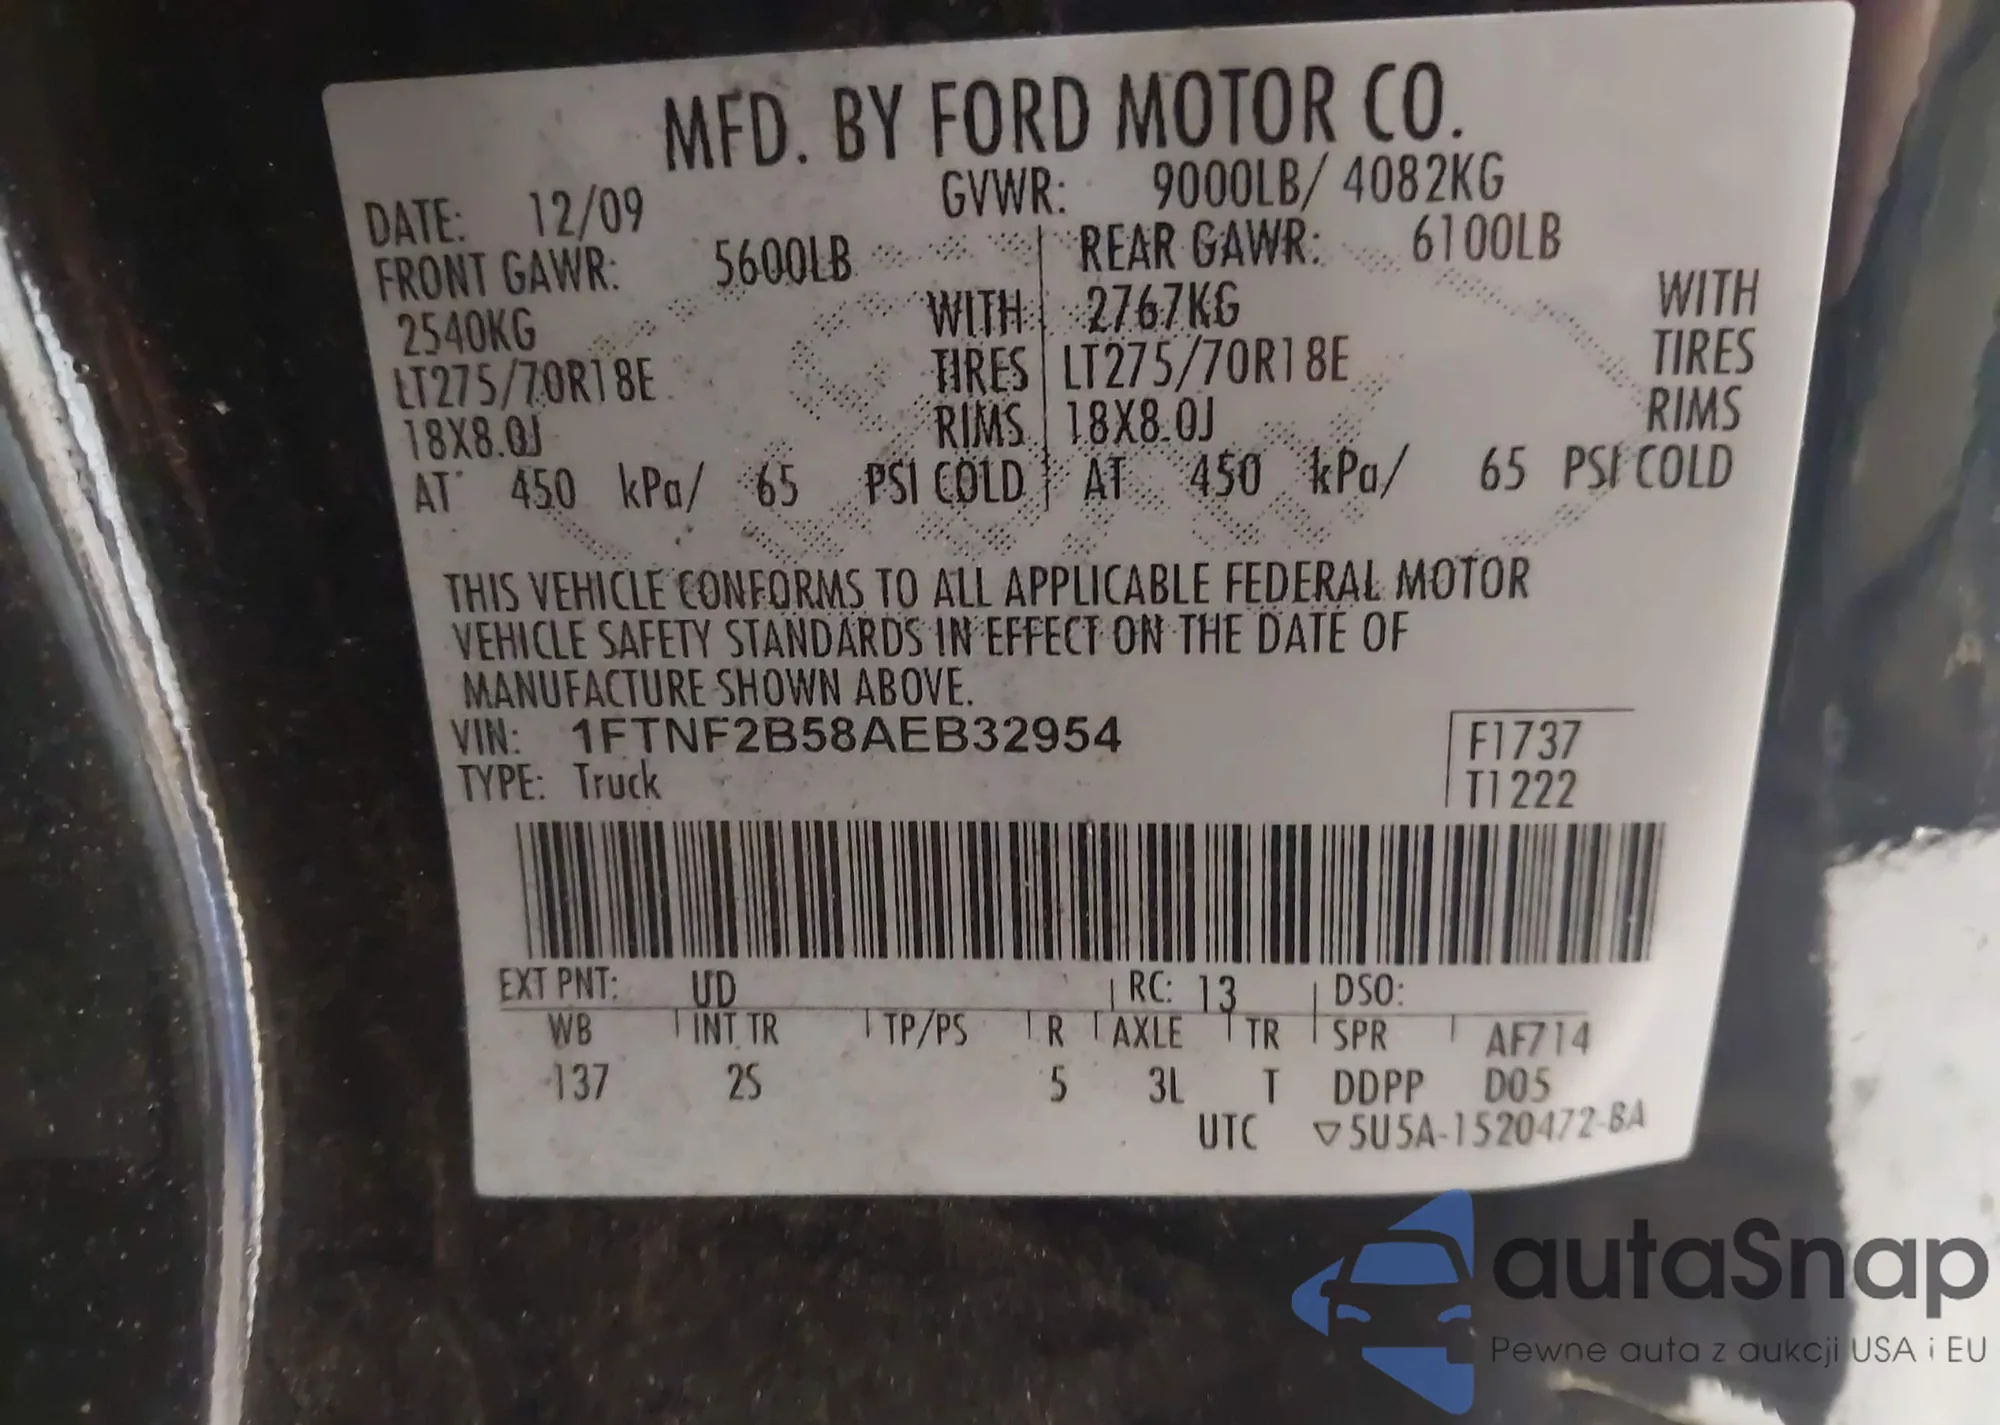 MFD. BY FORD MOTOR CO.
DATE: 12/09 GVWR: 9000LB/ 4082KG
FRONT GAWR: 5600LB REAR GAWR: 6100LB
2540KG WITH 2767KG WITH
LT275/70R18E TIRES LT275/70R18E TIRES
18X8.0J RIMS 18X8.0J RIMS
AT 450 kPa/ 65 PSI COLD AT 450 kPa/ 65 PSI COLD
THIS VEHICLE CONFORMS TO ALL APPLICABLE FEDERAL MOTOR
VEHICLE SAFETY STANDARDS IN EFFECT ON THE DATE OF
MANUFACTURE SHOWN ABOVE.
VIN: 1FTNF2B58AEB32954 F1737
TYPE: Truck T1222
EXT PNT: UD RC: 13 DSO:
WB INT TR TP/PS R AXLE TR SPR AF714
137 2S 5 3L T DDPP D05
UTC ▽5U5A-1520472-BA
autaSnap
Pewne auta z aukcji USA i EU